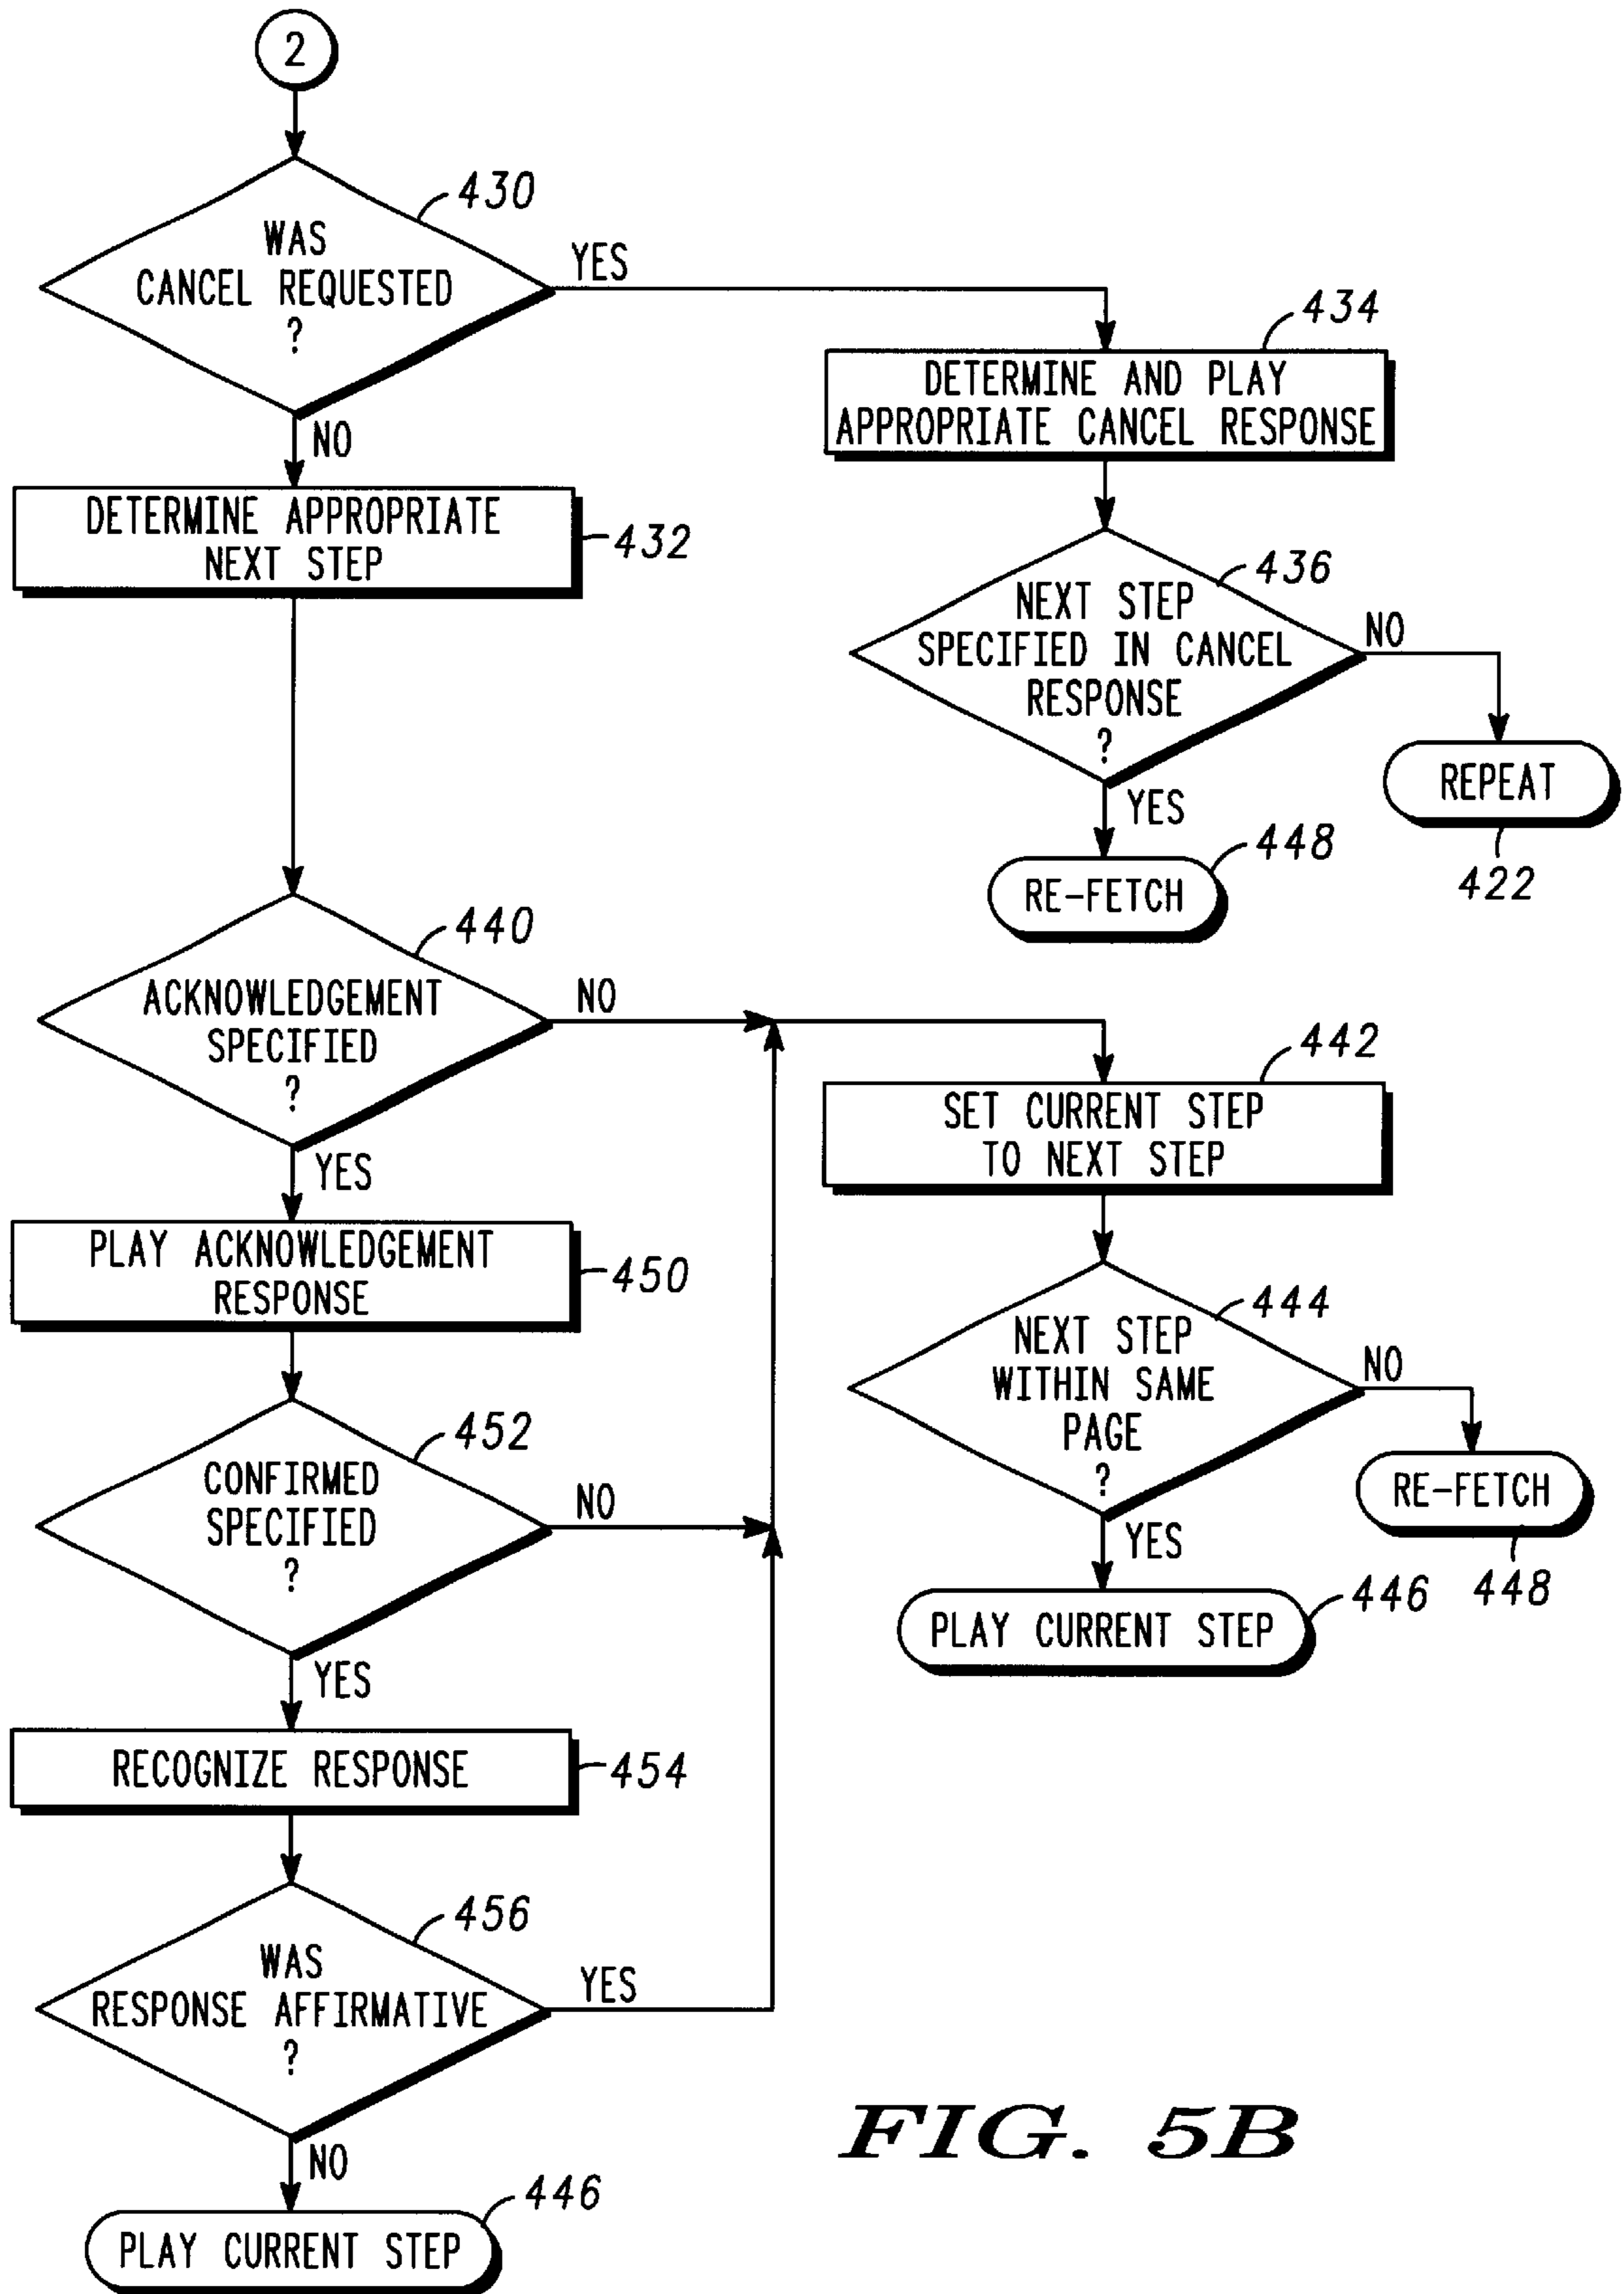 2
430
WAS
CANCEL REQUESTED
?
YES
NO
434
DETERMINE AND PLAY
APPROPRIATE CANCEL RESPONSE
DETERMINE APPROPRIATE
NEXT STEP
432
436
NEXT STEP
SPECIFIED IN CANCEL
RESPONSE
?
NO
YES
REPEAT
422
448
RE-FETCH
440
ACKNOWLEDGEMENT
SPECIFIED
?
NO
YES
442
SET CURRENT STEP
TO NEXT STEP
PLAY ACKNOWLEDGEMENT
RESPONSE
450
444
NEXT STEP
WITHIN SAME
PAGE
?
NO
YES
RE-FETCH
448
446
PLAY CURRENT STEP
452
CONFIRMED
SPECIFIED
?
NO
YES
RECOGNIZE RESPONSE
454
456
WAS
RESPONSE AFFIRMATIVE
?
YES
NO
446
PLAY CURRENT STEP
FIG. 5B